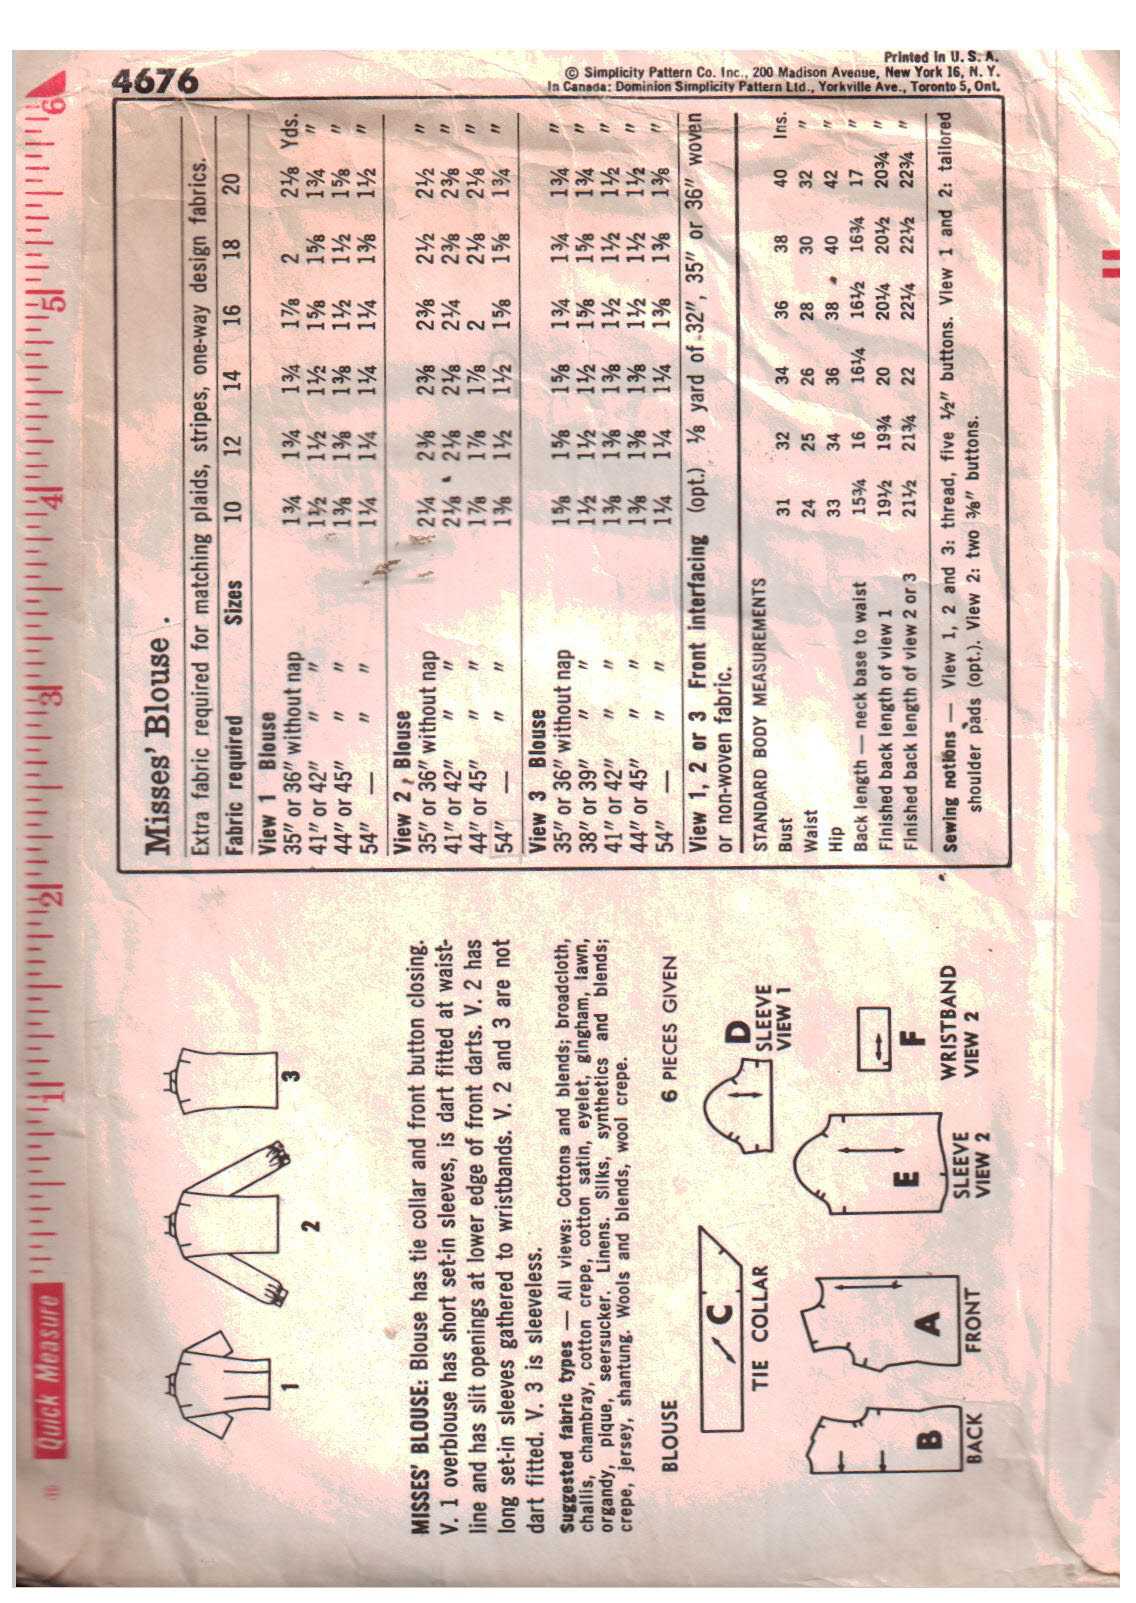 4676
Printed in U. S. A.
© Simplicity Pattern Co. Inc., 200 Madison Avenue, New York 16, N. Y.
In Canada: Dominion Simplicity Pattern Ltd., Yorkville Ave., Toronto 5, Ont.
Quick Measure
1 2 3 4 5 6
1
2
3
MISSES' BLOUSE: Blouse has tie collar and front button closing.
V. 1 overblouse has short set-in sleeves, is dart fitted at waist-
line and has slit openings at lower edge of front darts. V. 2 has
long set-in sleeves gathered to wristbands. V. 2 and 3 are not
dart fitted. V. 3 is sleeveless.
Suggested fabric types — All views: Cottons and blends; broadcloth,
challis, chambray, cotton crepe, cotton satin, eyelet, gingham, lawn,
organdy, pique, seersucker. Linens. Silks, synthetics and blends;
crepe, jersey, shantung. Wools and blends, wool crepe.
BLOUSE 6 PIECES GIVEN
C
TIE COLLAR
D
SLEEVE
VIEW 1
B
BACK
A
FRONT
E
SLEEVE
VIEW 2
F
WRISTBAND
VIEW 2
Misses' Blouse .
Extra fabric required for matching plaids, stripes, one-way design fabrics.
Fabric required Sizes 10 12 14 16 18 20
View 1 Blouse
35" or 36" without nap 1¾ 1¾ 1¾ 1⅞ 2 2⅛ Yds.
41" or 42" " " 1½ 1½ 1½ 1⅝ 1⅝ 1¾ "
44" or 45" " " 1⅜ 1⅜ 1⅜ 1½ 1½ 1⅝ "
54" — " 1¼ 1¼ 1¼ 1¼ 1⅜ 1½ "
View 2, Blouse
35" or 36" without nap 2¼ 2⅜ 2⅜ 2⅜ 2½ 2½ "
41" or 42" " " 2⅛ 2⅛ 2⅛ 2¼ 2⅜ 2⅜ "
44" or 45" " " 1⅞ 1⅞ 1⅞ 2 2⅛ 2⅛ "
54" — " 1⅜ 1½ 1½ 1⅝ 1⅝ 1¾ "
View 3 Blouse
35" or 36" without nap 1⅝ 1⅝ 1⅝ 1¾ 1¾ 1¾ "
38" or 39" " " 1½ 1½ 1½ 1⅝ 1⅝ 1¾ "
41" or 42" " " 1⅜ 1⅜ 1⅜ 1½ 1½ 1½ "
44" or 45" " " 1⅜ 1⅜ 1⅜ 1½ 1½ 1½ "
54" — " 1¼ 1¼ 1¼ 1⅜ 1⅜ 1⅜ "
View 1, 2 or 3 Front interfacing (opt.) ⅛ yard of 32", 35" or 36" woven
or non-woven fabric.
STANDARD BODY MEASUREMENTS
Bust 31 32 34 36 38 40 Ins.
Waist 24 25 26 28 30 32 "
Hip 33 34 36 38 40 42 "
Back length — neck base to waist 15¾ 16 16¼ 16½ 16¾ 17 "
Finished back length of view 1 19½ 19¾ 20 20¼ 20½ 20¾ "
Finished back length of view 2 or 3 21½ 21¾ 22 22¼ 22½ 22¾ "
Sewing notions — View 1, 2 and 3: thread, five ½" buttons. View 1 and 2: tailored
shoulder pads (opt.). View 2: two ⅜" buttons.